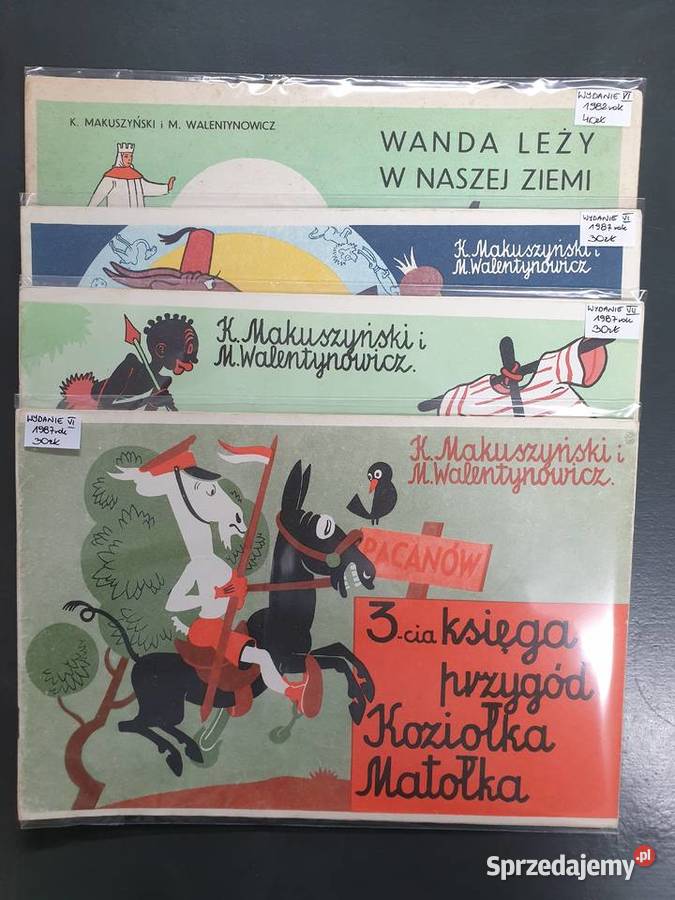 WYDANIE VI
1982 rok
40zł
K. MAKUSZYŃSKI i M. WALENTYNOWICZ
WANDA LEŻY
W NASZEJ ZIEMI
WYDANIE VI
1987 rok
30zł
K. Makuszyński i
M. Walentynowicz
WYDANIE VII
1987 rok
30zł
K. Makuszyński i
M. Walentynowicz.
WYDANIE VI
1987 rok
30zł
K. Makuszyński i
M. Walentynowicz.
PACANÓW
3-cia księga
przygód
Koziołka
Matołka
Sprzedajemy.pl